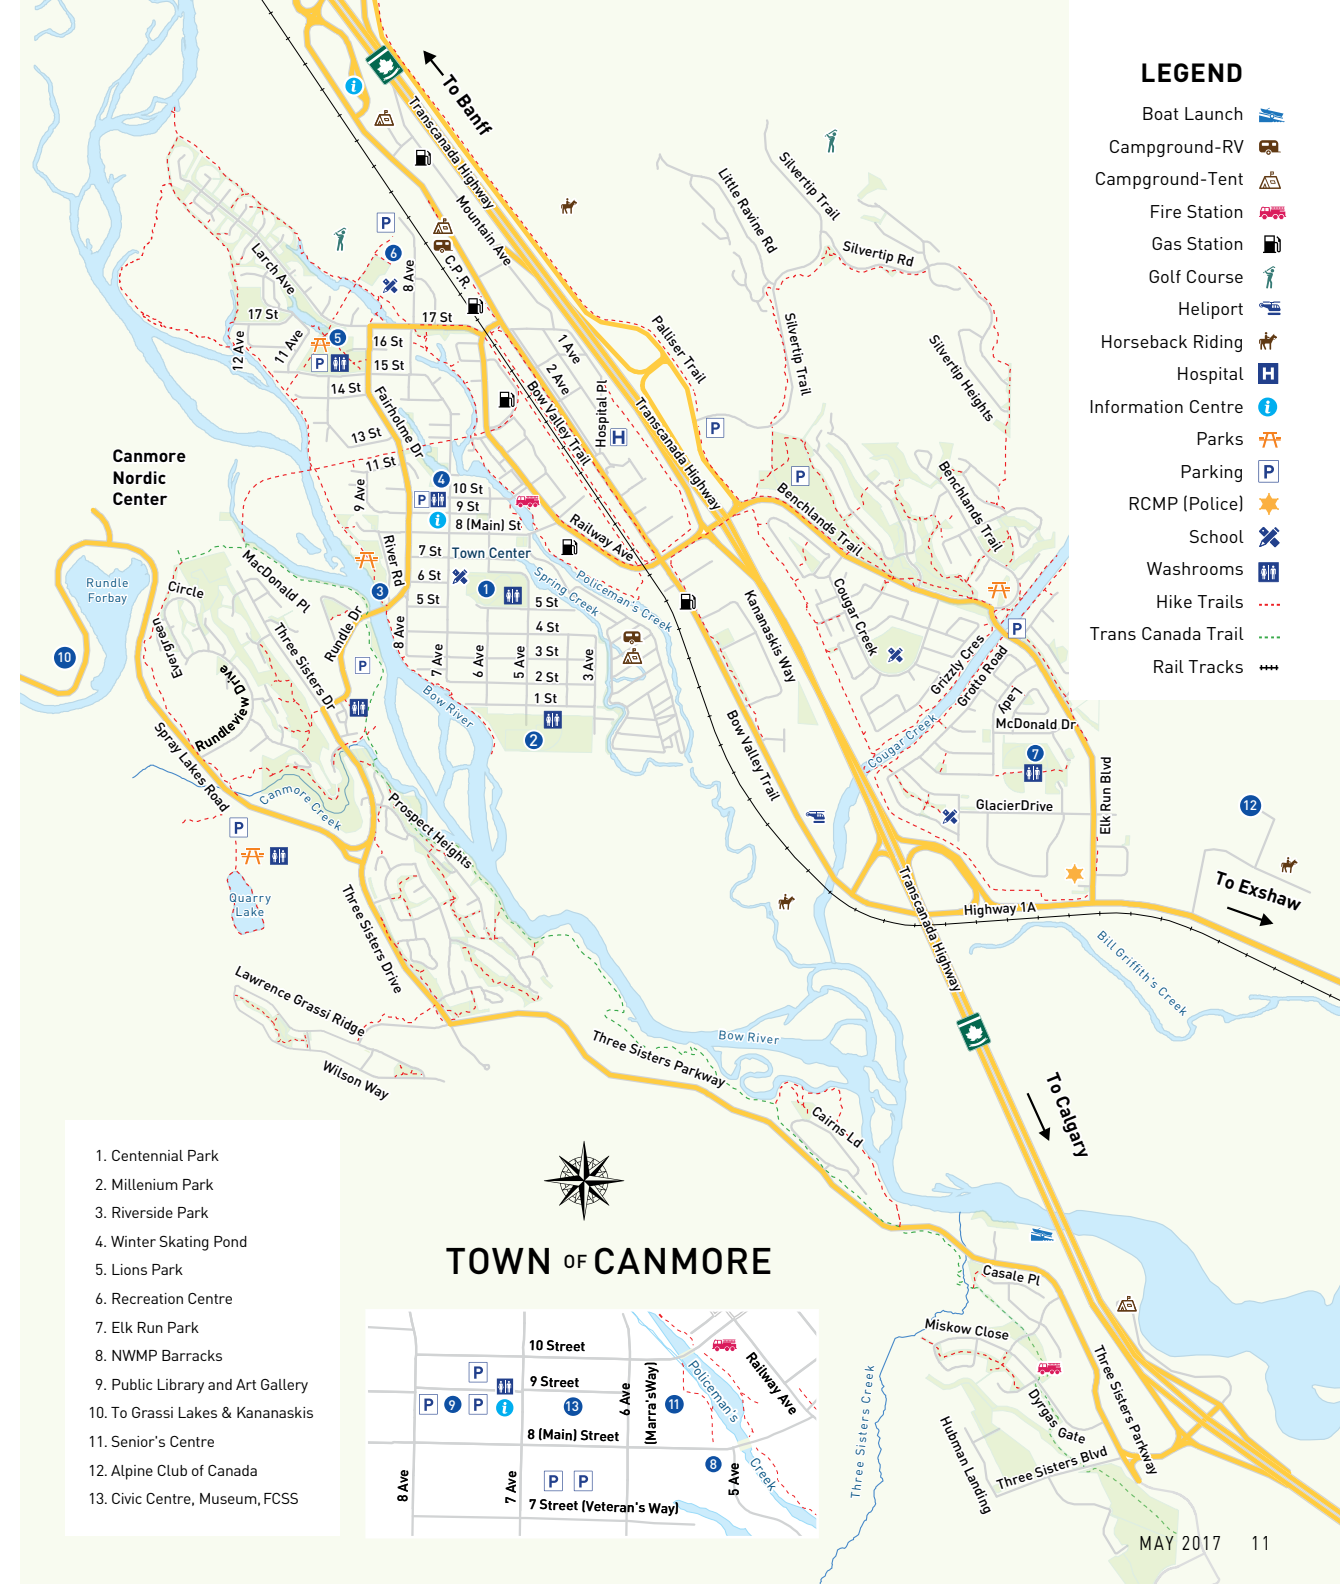 LEGEND
Boat Launch
Campground-RV
Campground-Tent
Fire Station
Gas Station
Golf Course
Heliport
Horseback Riding
Hospital
Information Centre
Parks
Parking
RCMP (Police)
School
Washrooms
Hike Trails
Trans Canada Trail
Rail Tracks
To Banff
Transcanada Highway
Mountain Ave
C.P.R.
Silvertip Trail
Little Ravine Rd
Silvertip Rd
Silvertip Trail
Silvertip Heights
Palliser Trail
Larch Ave
8 Ave
17 St
17 St
12 Ave
11 Ave
16 St
15 St
14 St
13 St
11 St
Fairholme Dr
1 Ave
2 Ave
Hospital Pl
Bow Valley Trail
Transcanada Highway
Benchlands Trail
Benchlands Trail
Canmore
Nordic
Center
9 Ave
10 St
9 St
8 (Main) St
7 St
Town Center
6 St
5 St
5 St
4 St
3 St
2 St
1 St
River Rd
Railway Ave
Spring Creek
Policeman's Creek
8 Ave
7 Ave
6 Ave
5 Ave
3 Ave
Rundle
Forbay
Circle
Evergreen
MacDonald Pl
Rundle Dr
Three Sisters Dr
Rundleview Drive
Spray Lakes Road
Canmore Creek
Bow River
Cougar Creek
Kananaskis Way
Grizzly Cres
Grotto Road
Lady
McDonald Dr
Cougar Creek
Bow Valley Trail
GlacierDrive
Elk Run Blvd
Prospect Heights
Quarry
Lake
Three Sisters Drive
Transcanada Highway
Highway 1A
To Exshaw
Bill Griffith's Creek
Lawrence Grassi Ridge
Wilson Way
Bow River
Three Sisters Parkway
Cairns Ld
To Calgary
Casale Pl
Miskow Close
Dyrgas Gate
Hubman Landing
Three Sisters Blvd
Three Sisters Parkway
Three Sisters Creek
1
2
3
4
5
6
7
10
12
P
P
P
P
P
P
P
P
P
H
i
i
1. Centennial Park
2. Millenium Park
3. Riverside Park
4. Winter Skating Pond
5. Lions Park
6. Recreation Centre
7. Elk Run Park
8. NWMP Barracks
9. Public Library and Art Gallery
10. To Grassi Lakes & Kananaskis
11. Senior's Centre
12. Alpine Club of Canada
13. Civic Centre, Museum, FCSS
TOWN OF CANMORE
10 Street
9 Street
8 (Main) Street
7 Street (Veteran's Way)
8 Ave
7 Ave
6 Ave
(Marra'sWay)
5 Ave
Policeman's
Creek
Railway Ave
P
P
9
P
i
13
11
8
P
P
MAY 2017 11